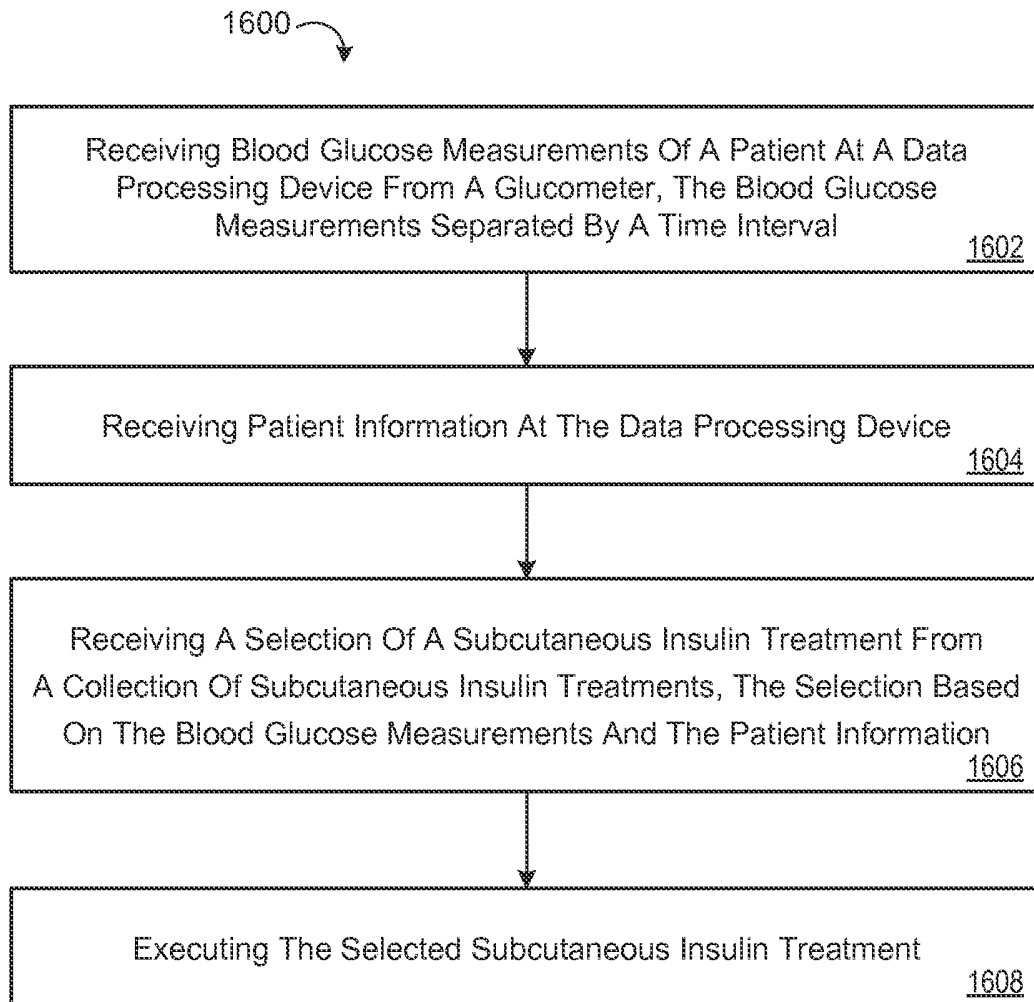 1600
Receiving Blood Glucose Measurements Of A Patient At A Data
Processing Device From A Glucometer, The Blood Glucose
Measurements Separated By A Time Interval
1602
Receiving Patient Information At The Data Processing Device
1604
Receiving A Selection Of A Subcutaneous Insulin Treatment From
A Collection Of Subcutaneous Insulin Treatments, The Selection Based
On The Blood Glucose Measurements And The Patient Information
1606
Executing The Selected Subcutaneous Insulin Treatment
1608